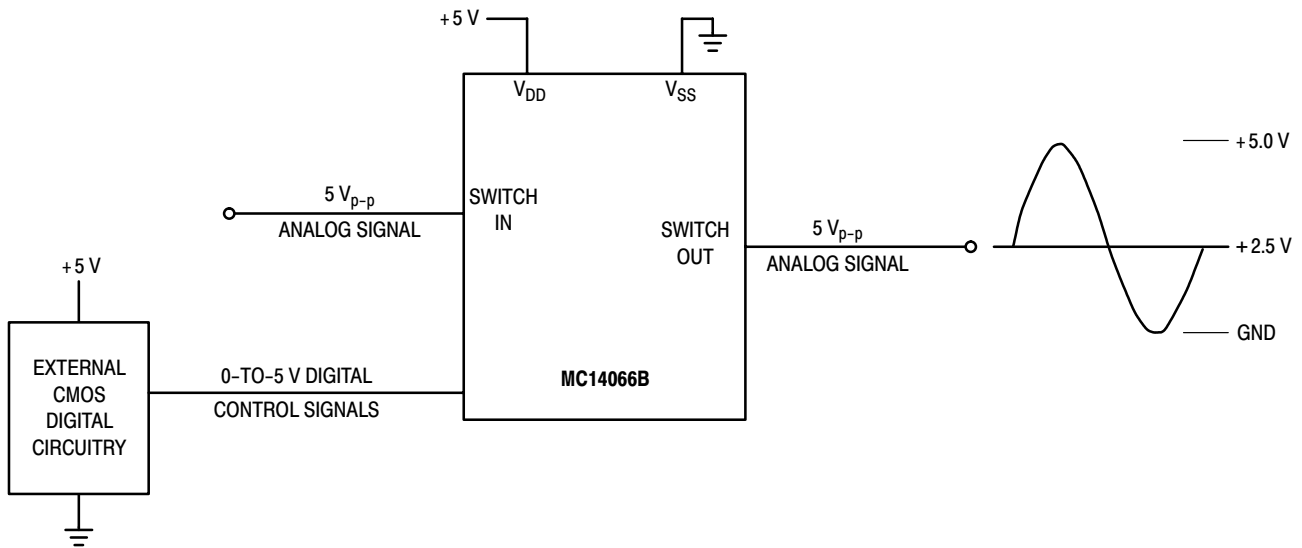 +5 V
V_DD
V_SS
5 V_p-p
ANALOG SIGNAL
SWITCH
IN
SWITCH
OUT
5 V_p-p
ANALOG SIGNAL
+5.0 V
+2.5 V
GND
+5 V
EXTERNAL
CMOS
DIGITAL
CIRCUITRY
0-TO-5 V DIGITAL
CONTROL SIGNALS
MC14066B